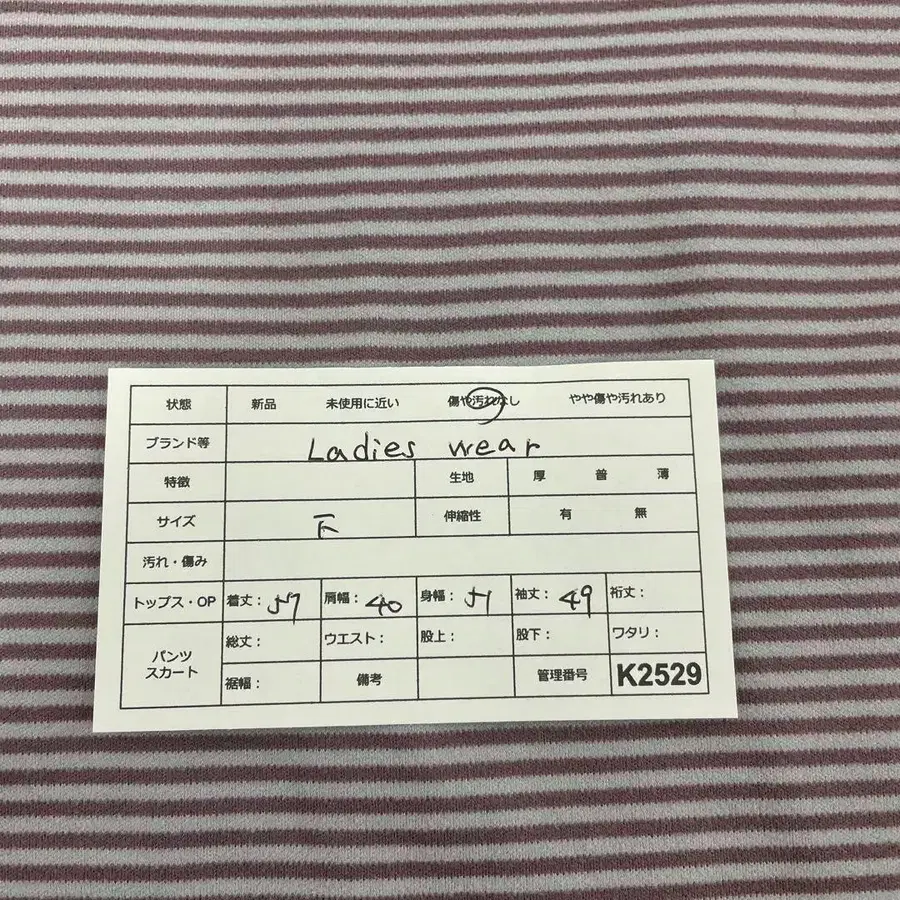 状態 新品 未使用に近い 傷や汚れなし やや傷や汚れあり
ブランド等 Ladies wear
特徴 生地 厚 普 薄
サイズ 下 伸縮性 有 無
汚れ・傷み
トップス・OP 着丈： 57 肩幅： 40 身幅： 51 袖丈： 49 裄丈：
パンツ スカート 総丈： ウエスト： 股上： 股下： ワタリ：
裾幅： 備考 管理番号 K2529